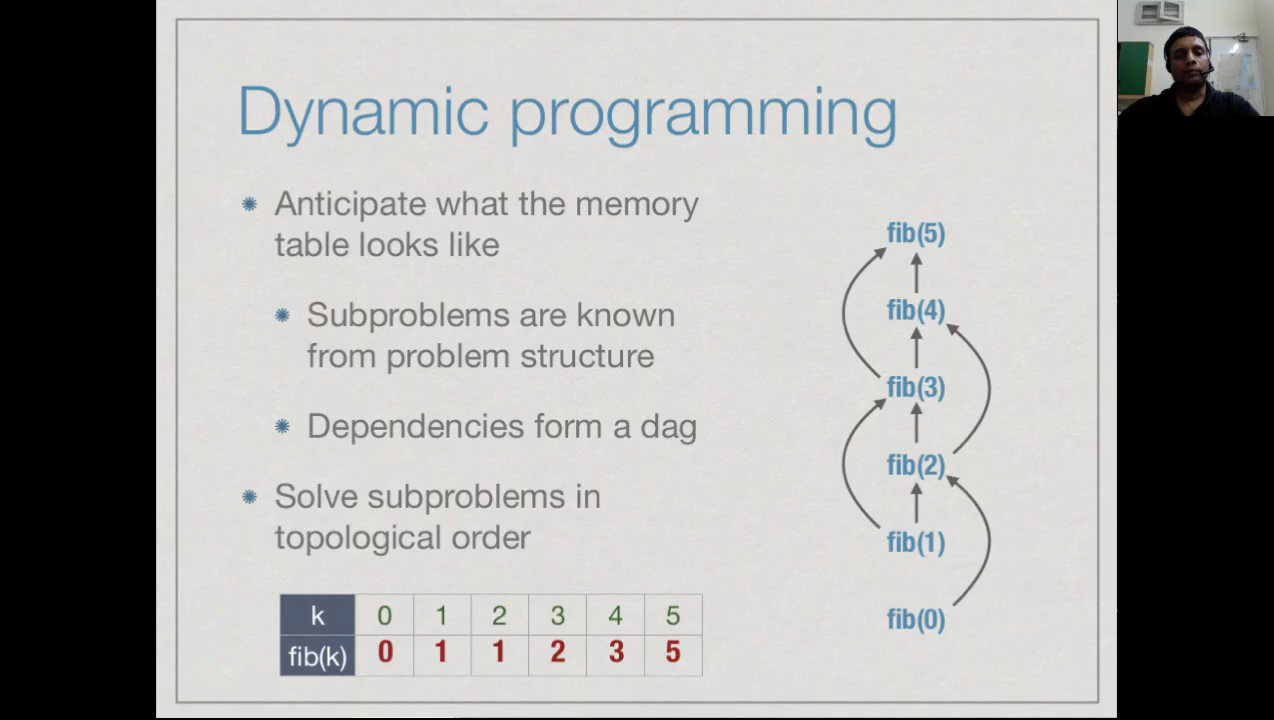 Dynamic programming
Anticipate what the memory
table looks like
Subproblems are known
from problem structure
Dependencies form a dag
Solve subproblems in
topological order
k 0 1 2 3 4 5
fib(k) 0 1 1 2 3 5
fib(5)
fib(4)
fib(3)
fib(2)
fib(1)
fib(0)